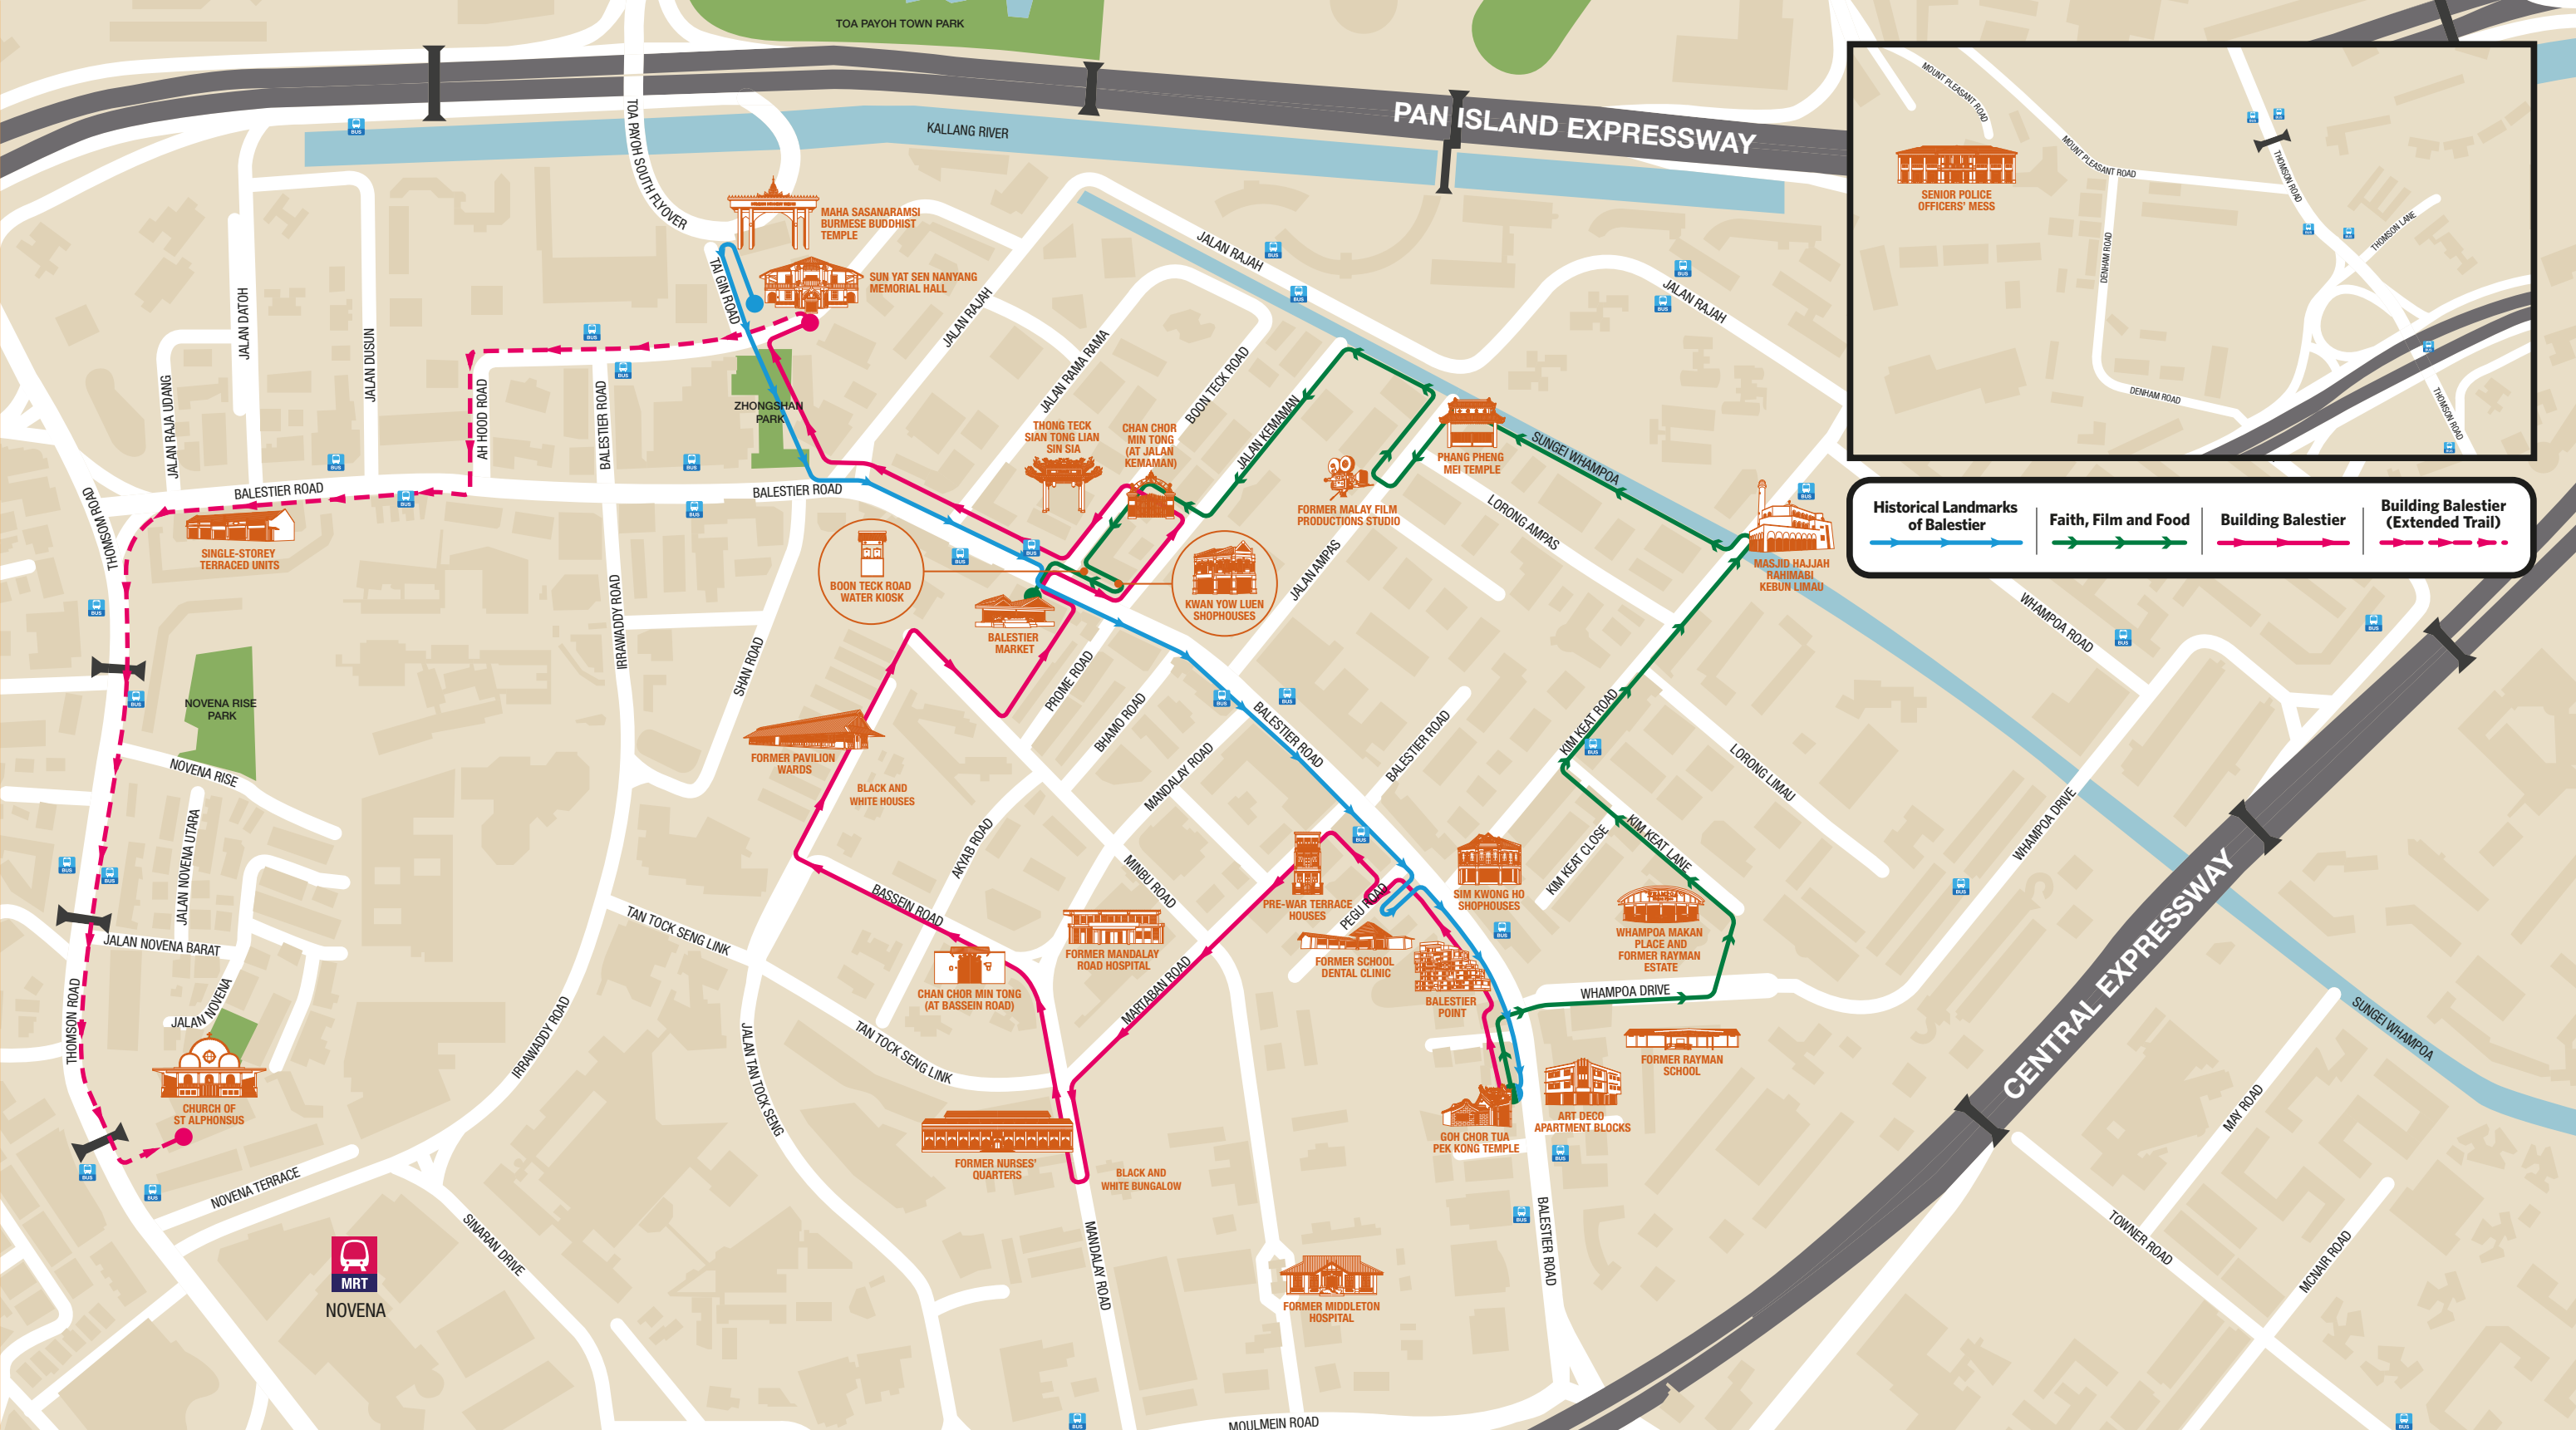 TOA PAYOH TOWN PARK
PAN ISLAND EXPRESSWAY
KALLANG RIVER
TOA PAYOH SOUTH FLYOVER
MAHA SASANARAMSI
BURMESE BUDDHIST
TEMPLE
TAI GIN ROAD
SUN YAT SEN NANYANG
MEMORIAL HALL
JALAN RAJAH
JALAN RAJAH
JALAN RAJAH
JALAN DATOH
JALAN DUSUN
JALAN RAJA UDANG
AH HOOD ROAD
BALESTIER ROAD
ZHONGSHAN
PARK
JALAN RAMA RAMA
BOON TECK ROAD
JALAN KEMAMAN
THONG TECK
SIAN TONG LIAN
SIN SIA
CHAN CHOR
MIN TONG
(AT JALAN
KEMAMAN)
FORMER MALAY FILM
PRODUCTIONS STUDIO
PHANG PHENG
MEI TEMPLE
SUNGEI WHAMPOA
LORONG AMPAS
JALAN AMPAS
MASJID HAJJAH
RAHIMABI
KEBUN LIMAU
MOUNT PLEASANT ROAD
MOUNT PLEASANT ROAD
SENIOR POLICE
OFFICERS' MESS
DENHAM ROAD
DENHAM ROAD
THOMSON ROAD
THOMSON LANE
THOMSON ROAD
Historical Landmarks
of Balestier
Faith, Film and Food
Building Balestier
Building Balestier
(Extended Trail)
THOMSOM ROAD
BALESTIER ROAD
BALESTIER ROAD
SINGLE-STOREY
TERRACED UNITS
BOON TECK ROAD
WATER KIOSK
KWAN YOW LUEN
SHOPHOUSES
BALESTIER
MARKET
IRRAWADDY ROAD
SHAN ROAD
PROME ROAD
BHAMO ROAD
MANDALAY ROAD
BALESTIER ROAD
BALESTIER ROAD
KIM KEAT ROAD
LORONG LIMAU
WHAMPOA ROAD
WHAMPOA DRIVE
NOVENA RISE
PARK
NOVENA RISE
JALAN NOVENA UTARA
JALAN NOVENA BARAT
JALAN NOVENA
THOMSON ROAD
CHURCH OF
ST ALPHONSUS
NOVENA TERRACE
MRT
NOVENA
SINARAN DRIVE
IRRAWADDY ROAD
FORMER PAVILION
WARDS
BLACK AND
WHITE HOUSES
AKYAB ROAD
BASSEIN ROAD
MINBU ROAD
TAN TOCK SENG LINK
TAN TOCK SENG LINK
JALAN TAN TOCK SENG
FORMER MANDALAY
ROAD HOSPITAL
CHAN CHOR MIN TONG
(AT BASSEIN ROAD)
MARTABAN ROAD
PRE-WAR TERRACE
HOUSES
PEGU ROAD
FORMER SCHOOL
DENTAL CLINIC
SIM KWONG HO
SHOPHOUSES
KIM KEAT CLOSE
KIM KEAT LANE
WHAMPOA MAKAN
PLACE AND
FORMER RAYMAN
ESTATE
BALESTIER
POINT
WHAMPOA DRIVE
FORMER RAYMAN
SCHOOL
ART DECO
APARTMENT BLOCKS
GOH CHOR TUA
PEK KONG TEMPLE
FORMER NURSES'
QUARTERS
BLACK AND
WHITE BUNGALOW
MANDALAY ROAD
FORMER MIDDLETON
HOSPITAL
BALESTIER ROAD
MOULMEIN ROAD
CENTRAL EXPRESSWAY
SUNGEI WHAMPOA
MAY ROAD
TOWNER ROAD
MCNAIR ROAD